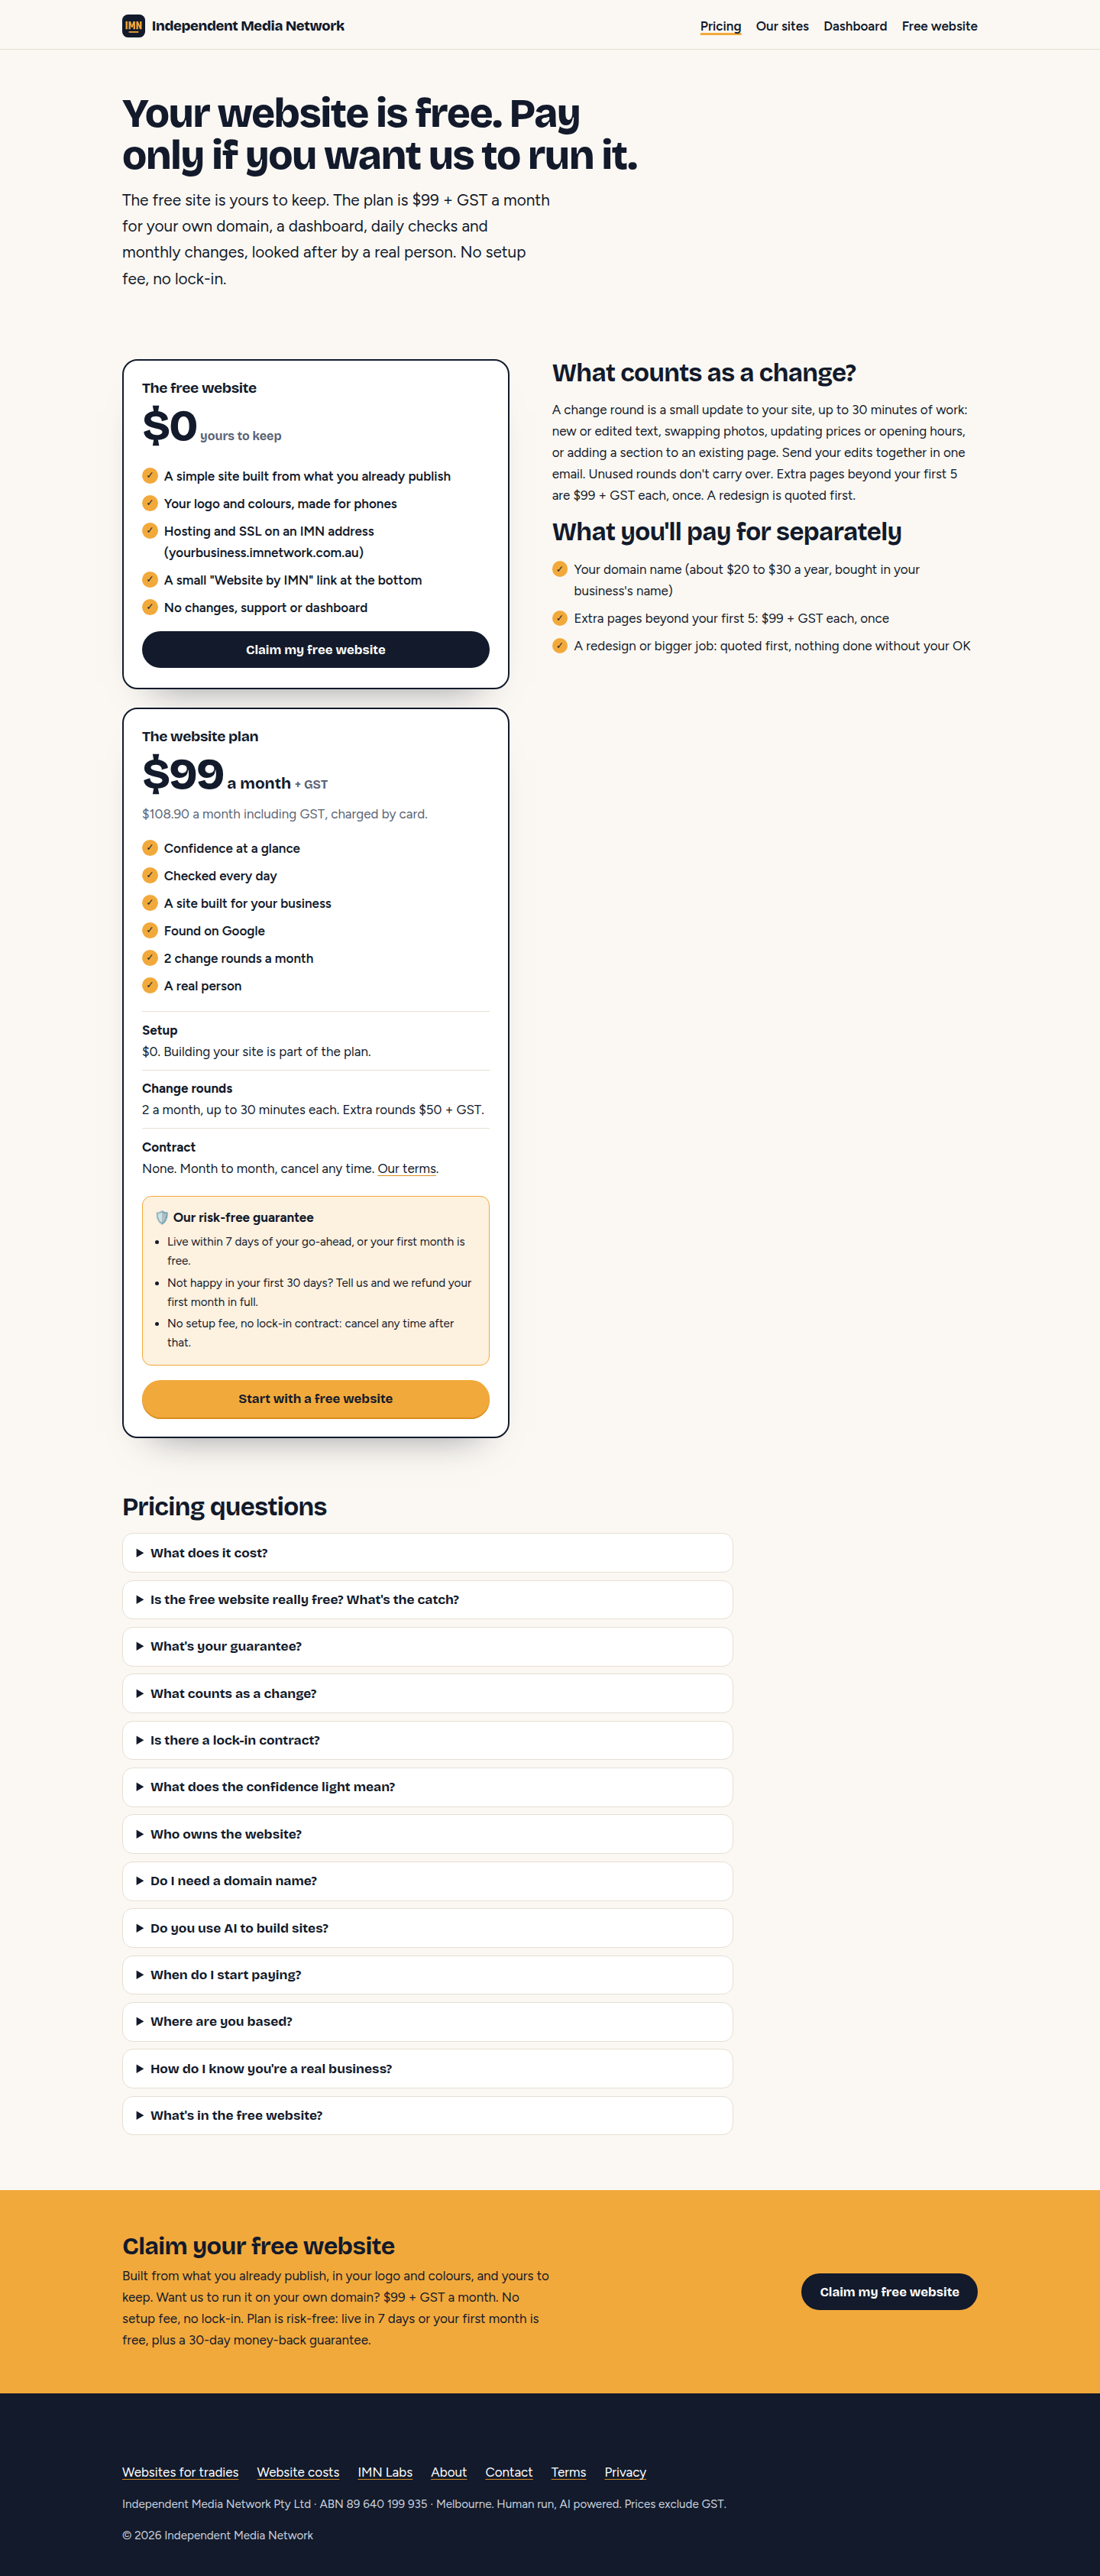 IMN Independent Media Network
Pricing Our sites Dashboard Free website
Your website is free. Pay
only if you want us to run it.
The free site is yours to keep. The plan is $99 + GST a month
for your own domain, a dashboard, daily checks and
monthly changes, looked after by a real person. No setup
fee, no lock-in.
The free website
$0 yours to keep
✓ A simple site built from what you already publish
✓ Your logo and colours, made for phones
✓ Hosting and SSL on an IMN address
(yourbusiness.imnetwork.com.au)
✓ A small "Website by IMN" link at the bottom
✓ No changes, support or dashboard
Claim my free website
The website plan
$99 a month + GST
$108.90 a month including GST, charged by card.
✓ Confidence at a glance
✓ Checked every day
✓ A site built for your business
✓ Found on Google
✓ 2 change rounds a month
✓ A real person
Setup
$0. Building your site is part of the plan.
Change rounds
2 a month, up to 30 minutes each. Extra rounds $50 + GST.
Contract
None. Month to month, cancel any time. Our terms.
🛡️ Our risk-free guarantee
• Live within 7 days of your go-ahead, or your first month is
free.
• Not happy in your first 30 days? Tell us and we refund your
first month in full.
• No setup fee, no lock-in contract: cancel any time after
that.
Start with a free website
What counts as a change?
A change round is a small update to your site, up to 30 minutes of work:
new or edited text, swapping photos, updating prices or opening hours,
or adding a section to an existing page. Send your edits together in one
email. Unused rounds don't carry over. Extra pages beyond your first 5
are $99 + GST each, once. A redesign is quoted first.
What you'll pay for separately
✓ Your domain name (about $20 to $30 a year, bought in your
business's name)
✓ Extra pages beyond your first 5: $99 + GST each, once
✓ A redesign or bigger job: quoted first, nothing done without your OK
Pricing questions
▶ What does it cost?
▶ Is the free website really free? What's the catch?
▶ What's your guarantee?
▶ What counts as a change?
▶ Is there a lock-in contract?
▶ What does the confidence light mean?
▶ Who owns the website?
▶ Do I need a domain name?
▶ Do you use AI to build sites?
▶ When do I start paying?
▶ Where are you based?
▶ How do I know you're a real business?
▶ What's in the free website?
Claim your free website
Built from what you already publish, in your logo and colours, and yours to
keep. Want us to run it on your own domain? $99 + GST a month. No
setup fee, no lock-in. Plan is risk-free: live in 7 days or your first month is
free, plus a 30-day money-back guarantee.
Claim my free website
Websites for tradies Website costs IMN Labs About Contact Terms Privacy
Independent Media Network Pty Ltd · ABN 89 640 199 935 · Melbourne. Human run, AI powered. Prices exclude GST.
© 2026 Independent Media Network